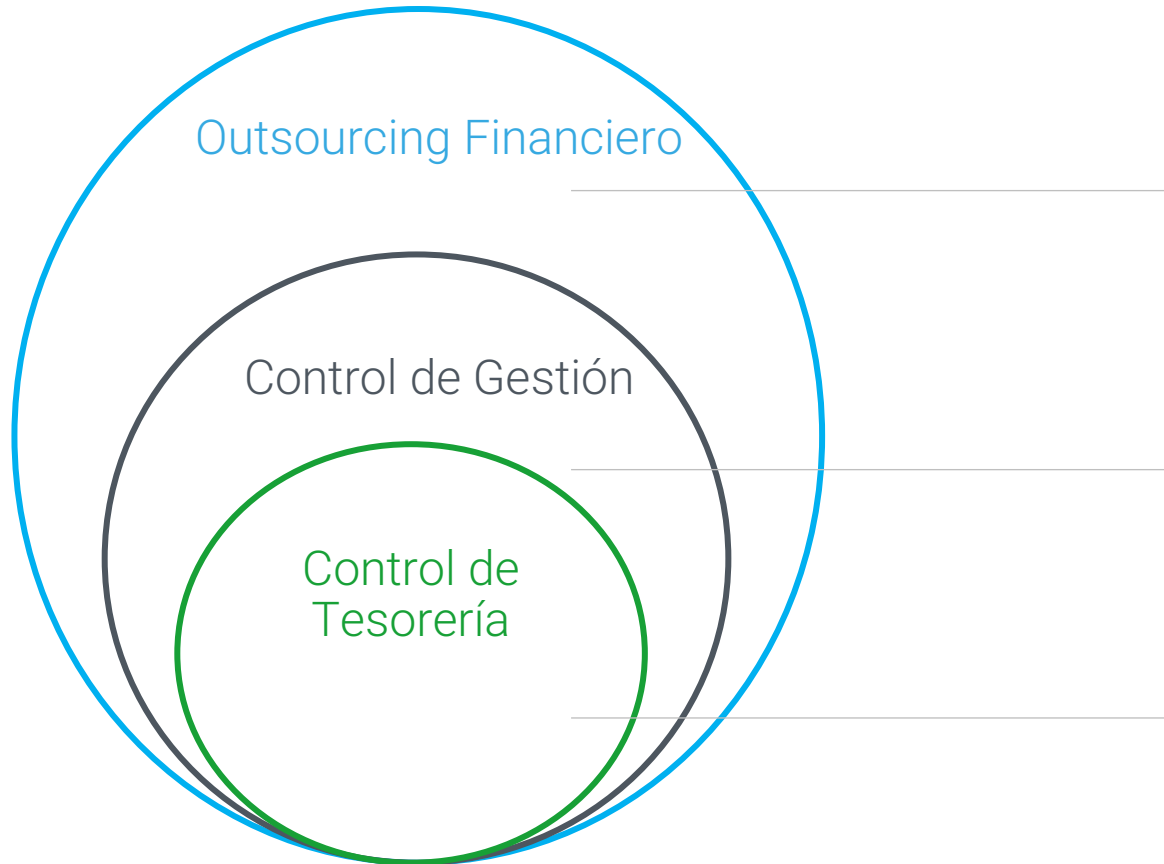 Outsourcing Financiero
Control de Gestión
Control de
Tesorería